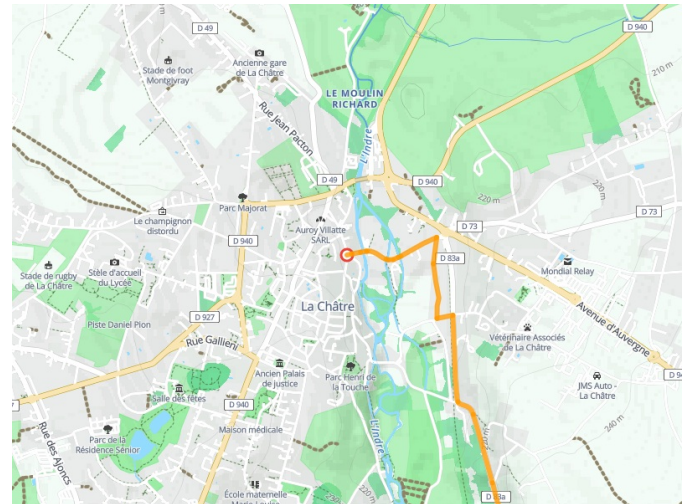 D 49
Ancienne gare
de La Châtre
Stade de foot
Montgivray
D 940
210 m
LE MOULIN
RICHARD
Rue Jean Pacton
L'Indre
D 49
D 940
220 m
220 m
Parc Majorat
Le champignon
distordu
D 940
Auroy Villatte
SARL
D 73
D 73
D 83a
Mondial Relay
Stade de rugby
de La Châtre
Stèle d'accueil
du Lycée
La Châtre
D 927
Piste Daniel Pion
Rue Gallieni
Avenue d'Auvergne
Vétérinaire Associés
de La Châtre
Ancien Palais
de justice
Parc Henri de
la Touche
JMS Auto -
La Châtre
Salle des fêtes
D 940
Maison médicale
L'Indre
240 m
Rue des Ajoncs
Parc de la
Résidence Sénior
École maternelle